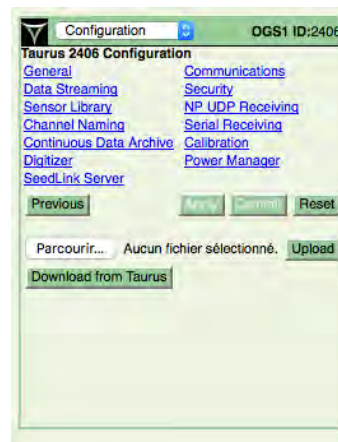 Configuration OGS1 ID:2406
Taurus 2406 Configuration
General Communications
Data Streaming Security
Sensor Library NP UDP Receiving
Channel Naming Serial Receiving
Continuous Data Archive Calibration
Digitizer Power Manager
SeedLink Server
Previous Apply Commit Reset
Parcourir... Aucun fichier sélectionné. Upload
Download from Taurus